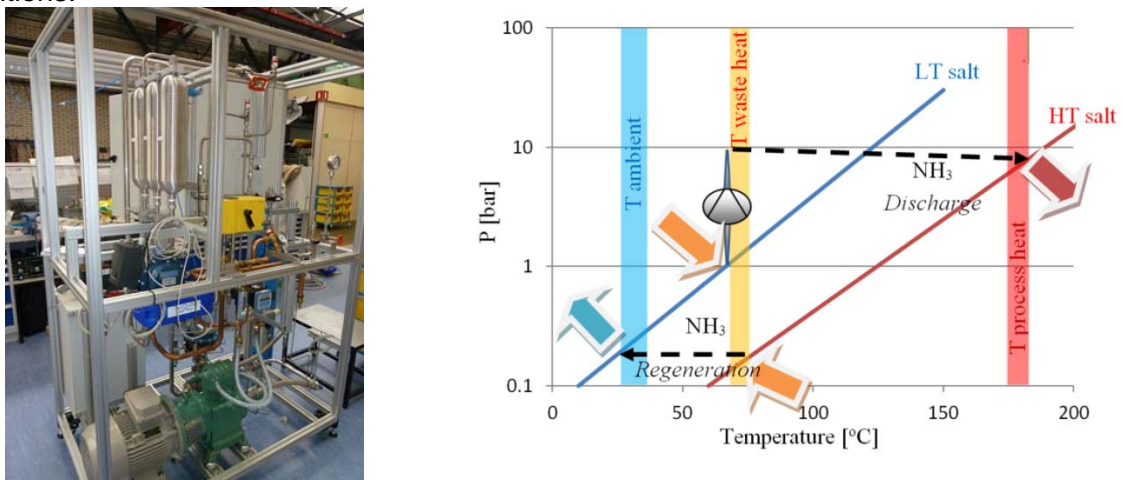 100
10
1
0.1
P [bar]
0
50
100
150
200
Temperature [°C]
T ambient
T waste heat
T process heat
LT salt
HT salt
NH₃
Discharge
NH₃
Regeneration